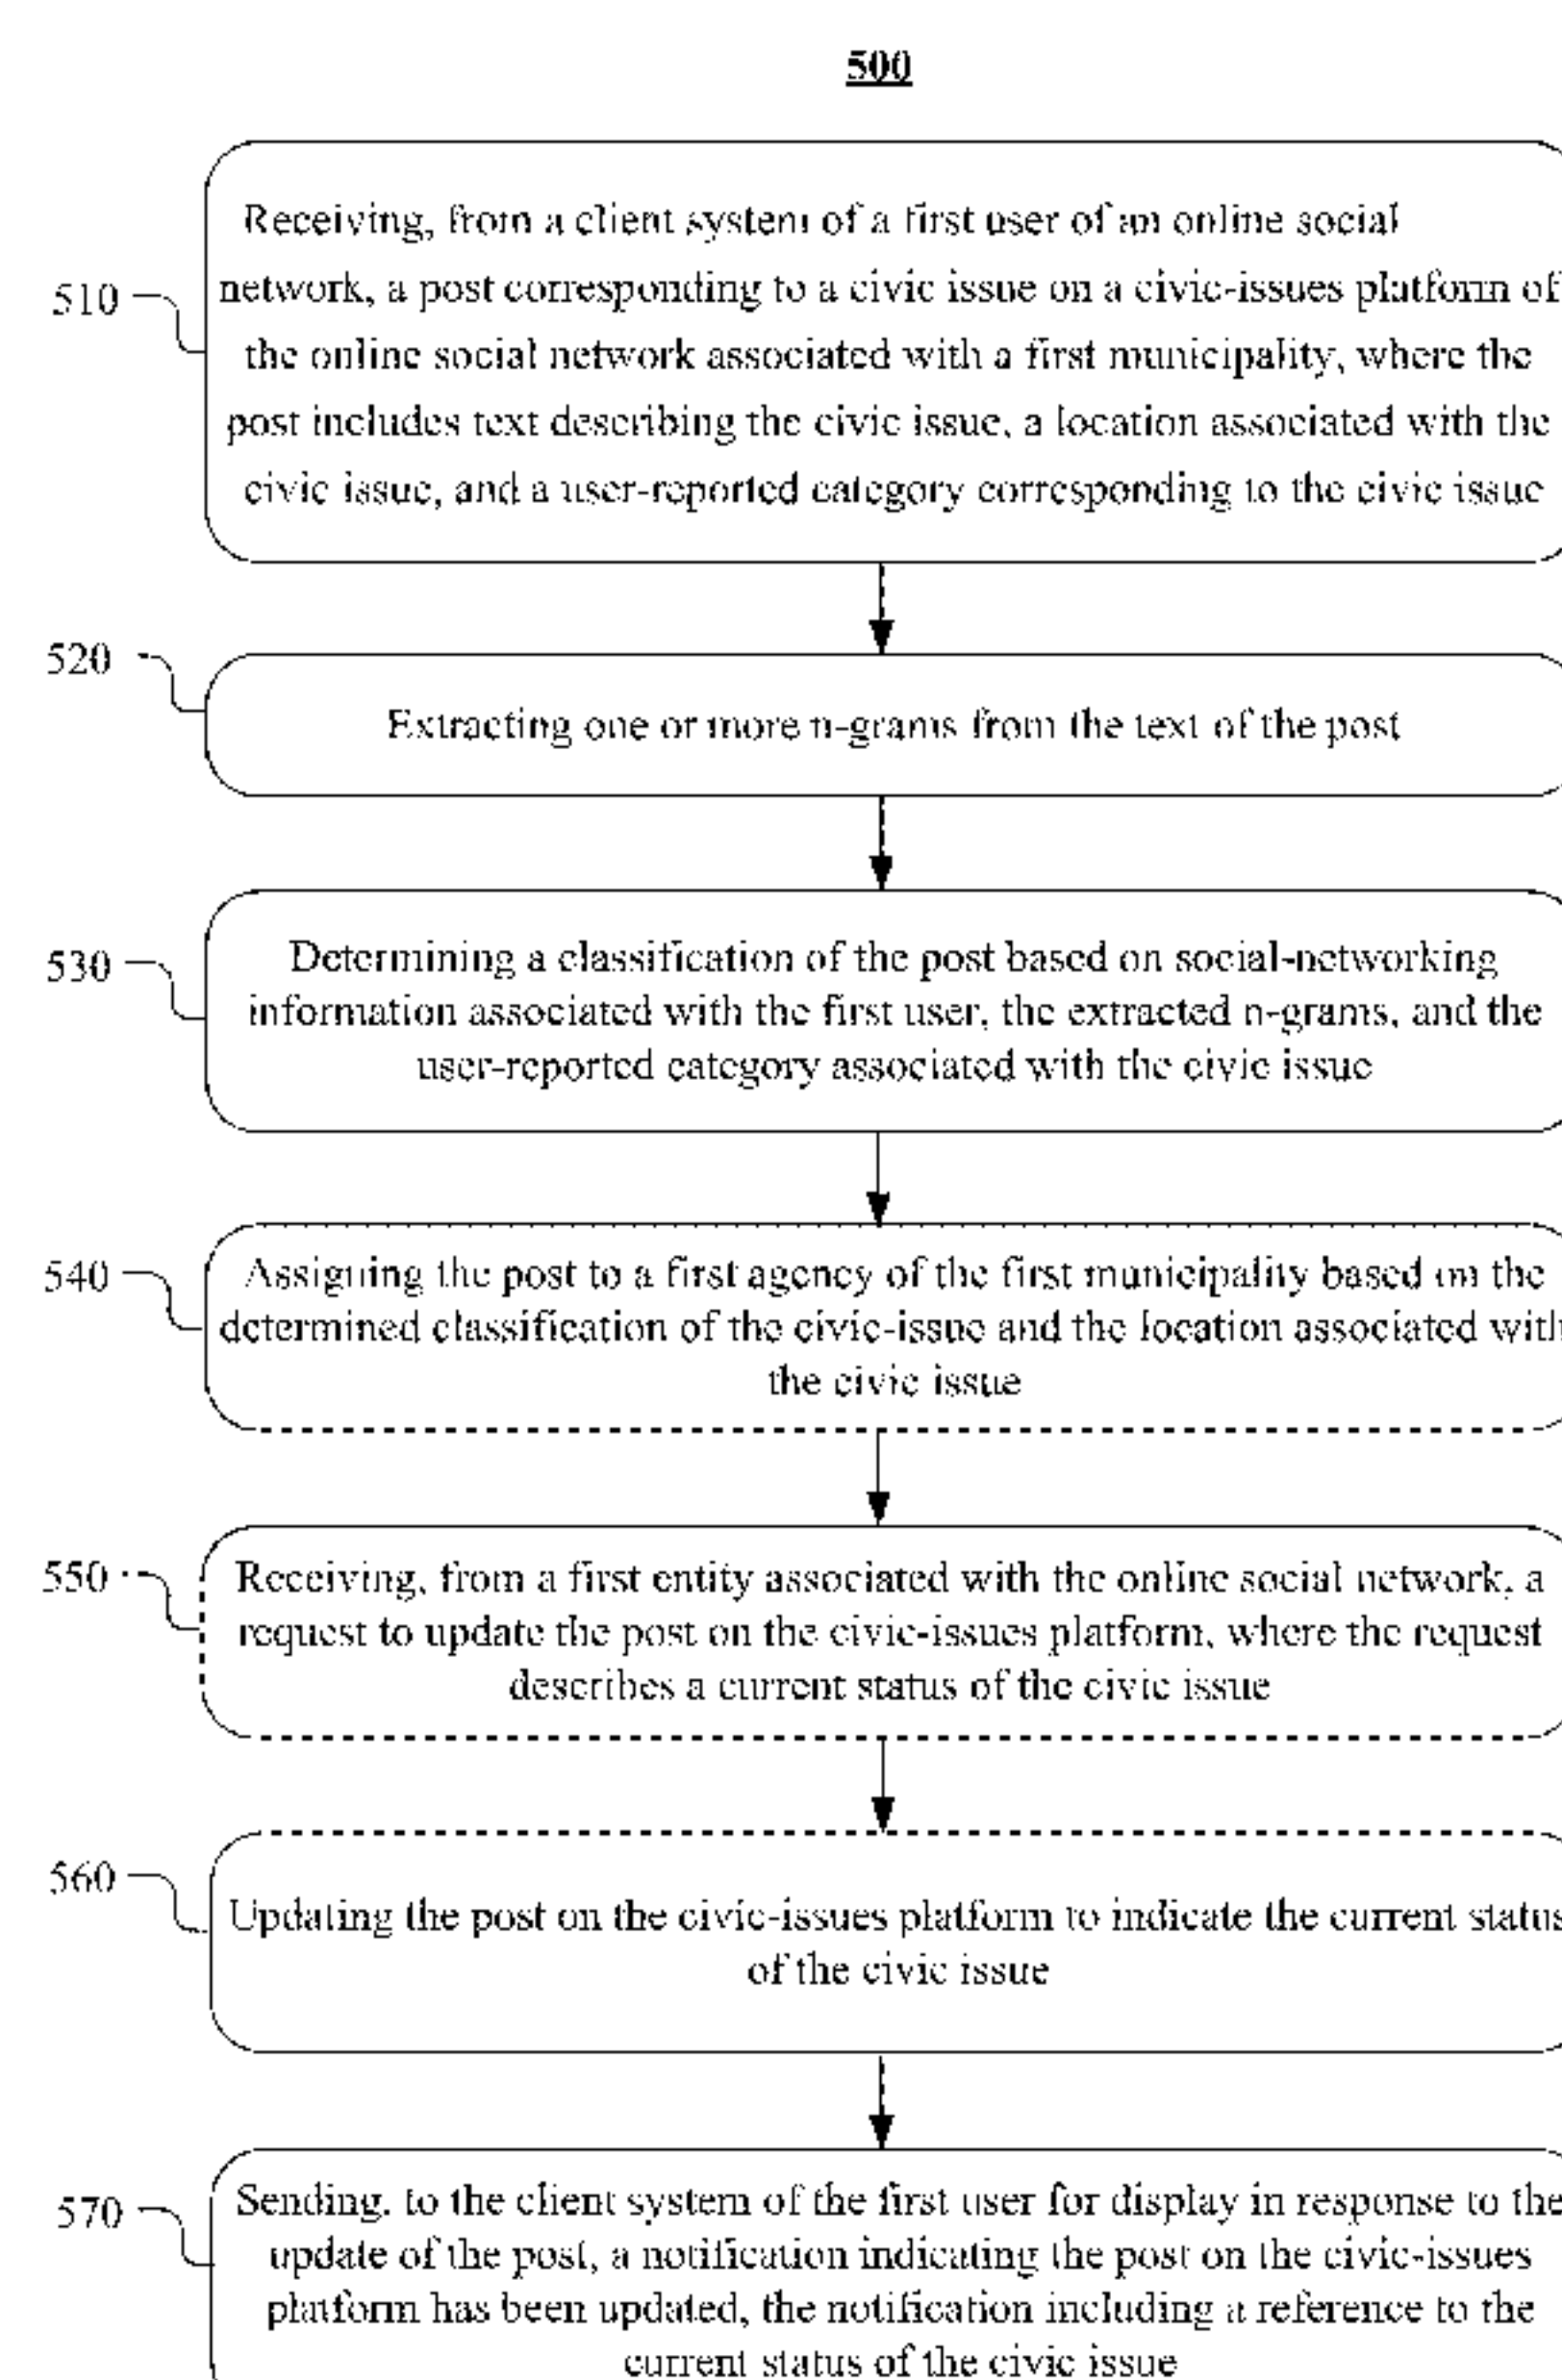 500
510
Receiving, from a client system of a first user of an online social
network, a post corresponding to a civic issue on a civic-issues platform of
the online social network associated with a first municipality, where the
post includes text describing the civic issue, a location associated with the
civic issue, and a user-reported category corresponding to the civic issue
520
Extracting one or more n-grams from the text of the post
530
Determining a classification of the post based on social-networking
information associated with the first user, the extracted n-grams, and the
user-reported category associated with the civic issue
540
Assigning the post to a first agency of the first municipality based on the
determined classification of the civic-issue and the location associated with
the civic issue
550
Receiving, from a first entity associated with the online social network, a
request to update the post on the civic-issues platform, where the request
describes a current status of the civic issue
560
Updating the post on the civic-issues platform to indicate the current status
of the civic issue
570
Sending, to the client system of the first user for display in response to the
update of the post, a notification indicating the post on the civic-issues
platform has been updated, the notification including a reference to the
current status of the civic issue